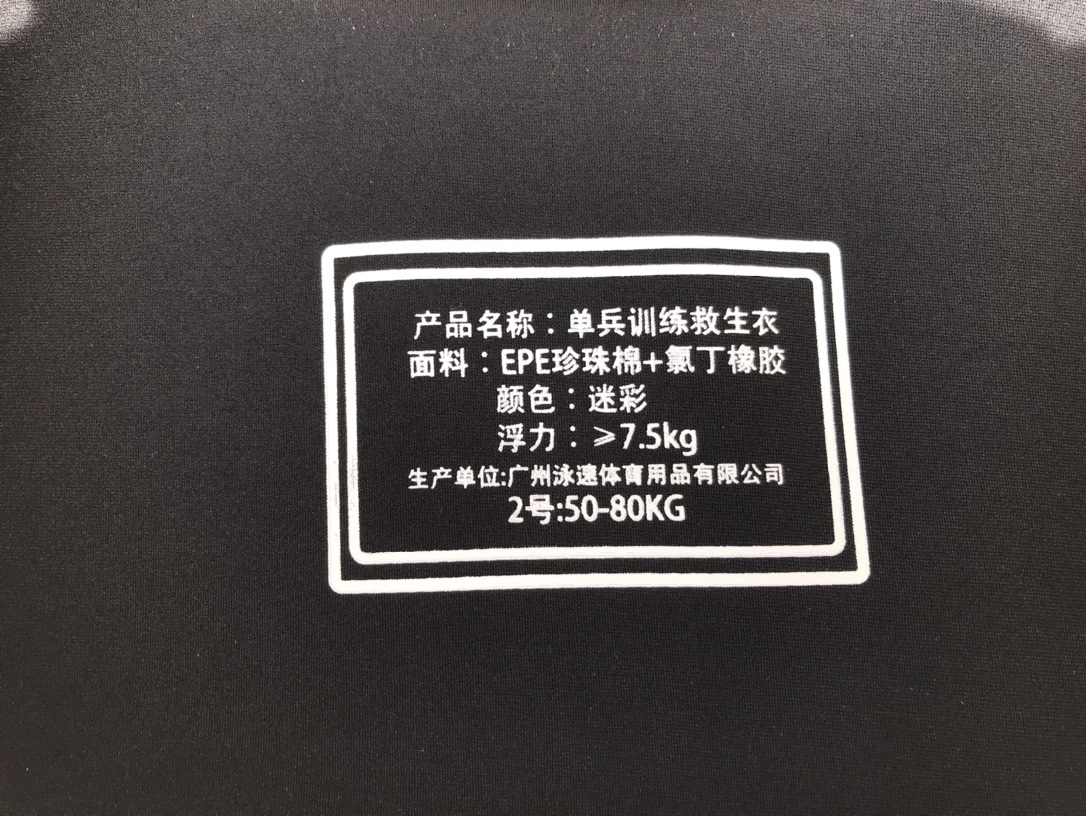 产品名称：单兵训练救生衣
面料：EPE珍珠棉+氯丁橡胶
颜色：迷彩
浮力：≥7.5kg
生产单位:广州泳速体育用品有限公司
2号:50-80KG